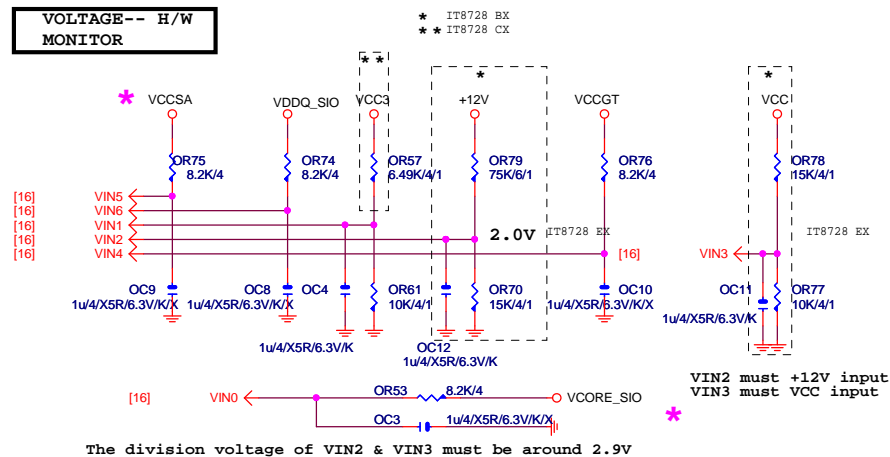 VOLTAGE-- H/W
MONITOR
* IT8728 BX
** IT8728 CX
**
*
*
*
VCCSA
VDDQ_SIO
VCC3
+12V
VCCGT
VCC
OR75
8.2K/4
OR74
8.2K/4
OR57
6.49K/4/1
OR79
75K/6/1
OR76
8.2K/4
OR78
15K/4/1
[16] VIN5
[16] VIN6
[16] VIN1
[16] VIN2
[16] VIN4
2.0V
IT8728 EX
[16]
VIN3
IT8728 EX
OC9
1u/4/X5R/6.3V/K/X
OC8
1u/4/X5R/6.3V/K/X
OC4
1u/4/X5R/6.3V/K
OR61
10K/4/1
OC12
1u/4/X5R/6.3V/K
OR70
15K/4/1
OC10
1u/4/X5R/6.3V/K/X
OC11
1u/4/X5R/6.3V/K
OR77
10K/4/1
VIN2 must +12V input
VIN3 must VCC input
*
[16] VIN0
OR53 8.2K/4
VCORE_SIO
OC3 1u/4/X5R/6.3V/K/X
The division voltage of VIN2 & VIN3 must be around 2.9V